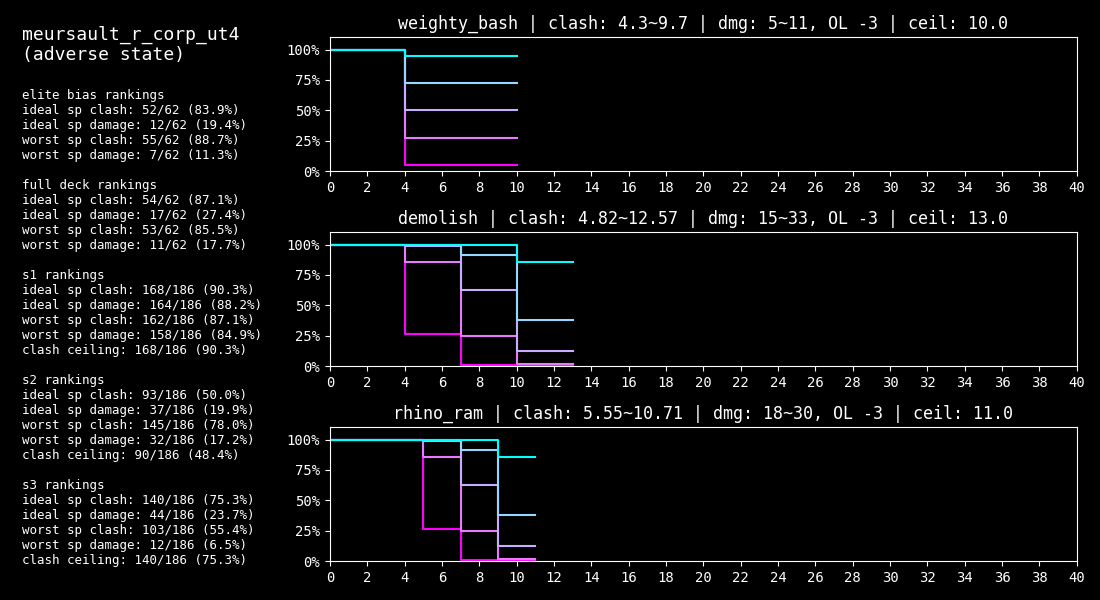 meursault_r_corp_ut4
(adverse state)
elite bias rankings
ideal sp clash: 52/62 (83.9%)
ideal sp damage: 12/62 (19.4%)
worst sp clash: 55/62 (88.7%)
worst sp damage: 7/62 (11.3%)
full deck rankings
ideal sp clash: 54/62 (87.1%)
ideal sp damage: 17/62 (27.4%)
worst sp clash: 53/62 (85.5%)
worst sp damage: 11/62 (17.7%)
s1 rankings
ideal sp clash: 168/186 (90.3%)
ideal sp damage: 164/186 (88.2%)
worst sp clash: 162/186 (87.1%)
worst sp damage: 158/186 (84.9%)
clash ceiling: 168/186 (90.3%)
s2 rankings
ideal sp clash: 93/186 (50.0%)
ideal sp damage: 37/186 (19.9%)
worst sp clash: 145/186 (78.0%)
worst sp damage: 32/186 (17.2%)
clash ceiling: 90/186 (48.4%)
s3 rankings
ideal sp clash: 140/186 (75.3%)
ideal sp damage: 44/186 (23.7%)
worst sp clash: 103/186 (55.4%)
worst sp damage: 12/186 (6.5%)
clash ceiling: 140/186 (75.3%)
weighty_bash | clash: 4.3~9.7 | dmg: 5~11, OL -3 | ceil: 10.0
100%
75%
50%
25%
0%
0 2 4 6 8 10 12 14 16 18 20 22 24 26 28 30 32 34 36 38 40
demolish | clash: 4.82~12.57 | dmg: 15~33, OL -3 | ceil: 13.0
100%
75%
50%
25%
0%
0 2 4 6 8 10 12 14 16 18 20 22 24 26 28 30 32 34 36 38 40
rhino_ram | clash: 5.55~10.71 | dmg: 18~30, OL -3 | ceil: 11.0
100%
75%
50%
25%
0%
0 2 4 6 8 10 12 14 16 18 20 22 24 26 28 30 32 34 36 38 40